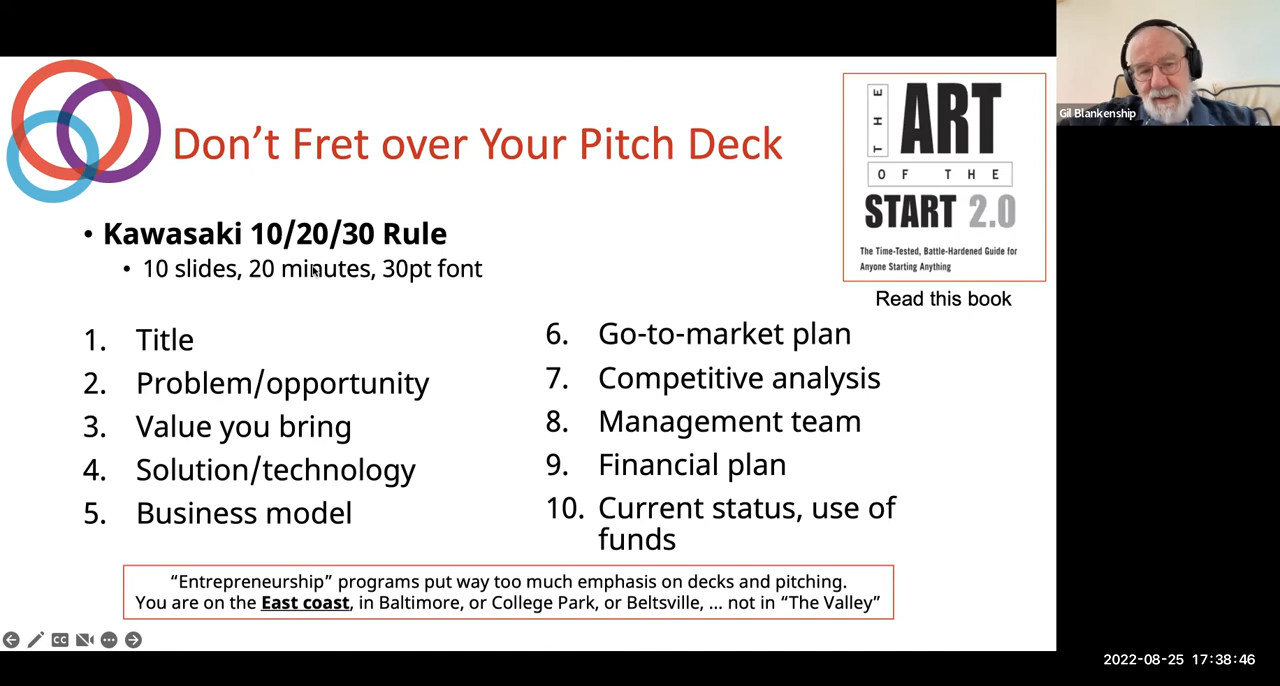 Don’t Fret over Your Pitch Deck
• Kawasaki 10/20/30 Rule
• 10 slides, 20 minutes, 30pt font
1. Title
2. Problem/opportunity
3. Value you bring
4. Solution/technology
5. Business model
6. Go-to-market plan
7. Competitive analysis
8. Management team
9. Financial plan
10. Current status, use of
funds
“Entrepreneurship” programs put way too much emphasis on decks and pitching.
You are on the East coast, in Baltimore, or College Park, or Beltsville, ... not in “The Valley”
THE
ART
OF THE
START 2.0
The Time-Tested, Battle-Hardened Guide for
Anyone Starting Anything
Read this book
CC
Gil Blankenship
2022-08-25 17:38:46